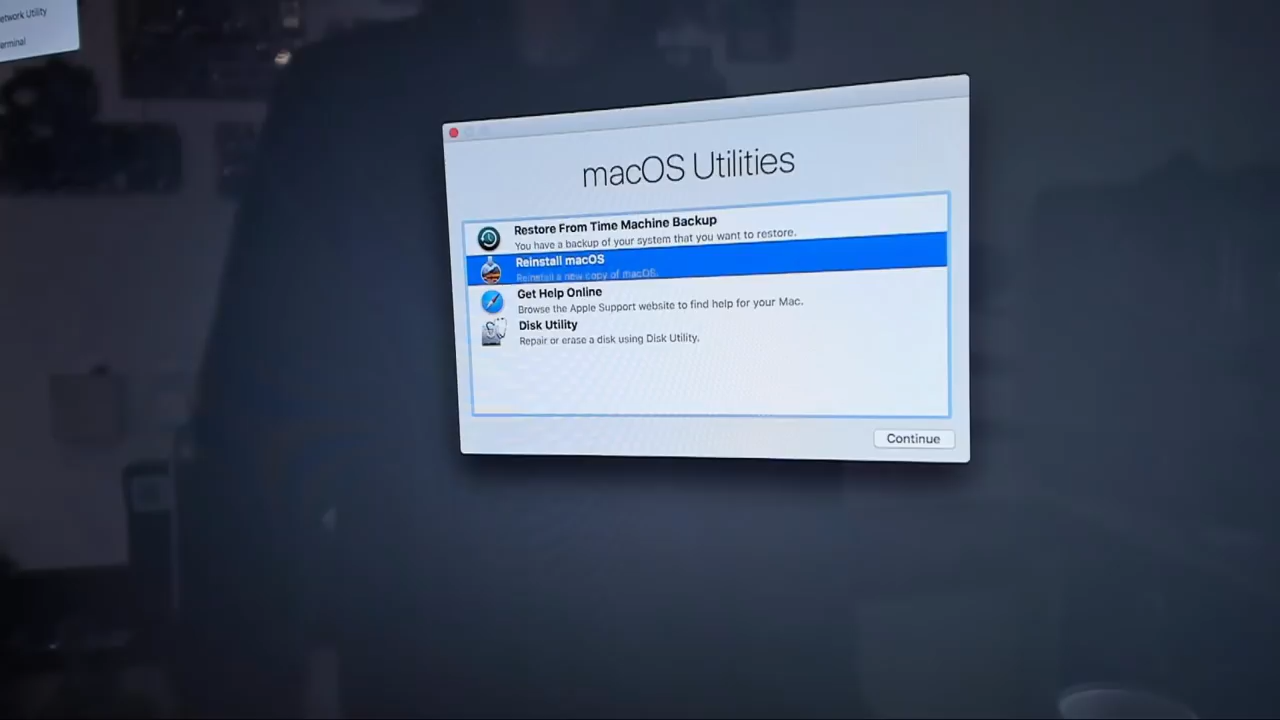 Network Utility
Terminal
macOS Utilities
Restore From Time Machine Backup
You have a backup of your system that you want to restore.
Reinstall macOS
Reinstall a new copy of macOS.
Get Help Online
Browse the Apple Support website to find help for your Mac.
Disk Utility
Repair or erase a disk using Disk Utility.
Continue